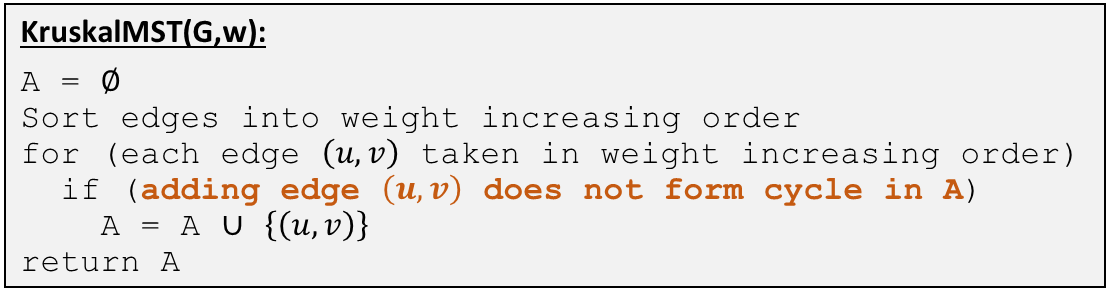 KruskalMST(G,w):
A = ∅
Sort edges into weight increasing order
for (each edge (u, v) taken in weight increasing order)
if (adding edge (u, v) does not form cycle in A)
A = A ∪ {(u, v)}
return A